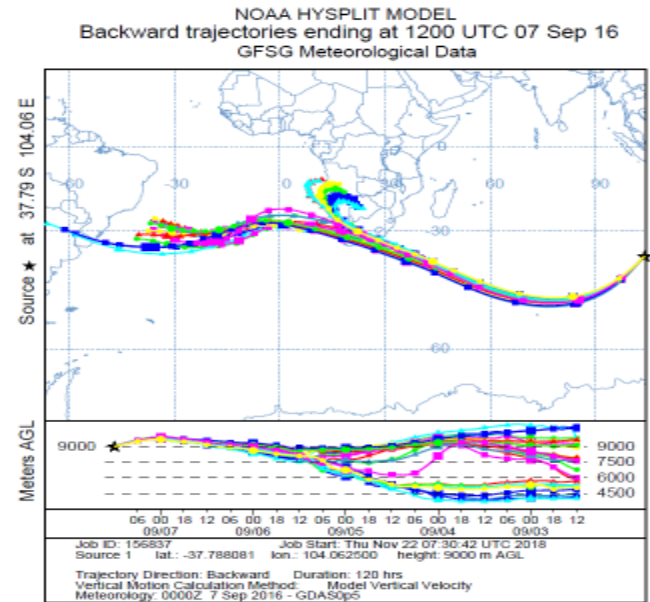 NOAA HYSPLIT MODEL
Backward trajectories ending at 1200 UTC 07 Sep 16
GFSG Meteorological Data
Source ★ at 37.79 S 104.06 E
-60 -30 0 30 60 90
-30
-60
Meters AGL
9000
9000
7500
6000
4500
06 00 18 12 06 00 18 12 06 00 18 12 06 00 18 12 06 00 18 12
09/07 09/06 09/05 09/04 09/03
Job ID: 156837 Job Start: Thu Nov 22 07:30:42 UTC 2018
Source 1 lat.: -37.788081 lon.: 104.062500 height: 9000 m AGL
Trajectory Direction: Backward Duration: 120 hrs
Vertical Motion Calculation Method: Model Vertical Velocity
Meteorology: 0000Z 7 Sep 2016 - GDAS0p5